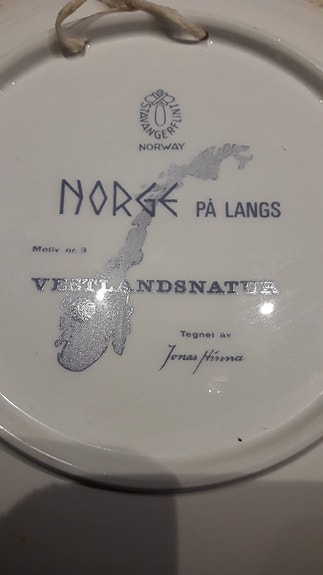 STAVANGERFLINT
NORWAY
NORGE PÅ LANGS
Motiv nr. 3
VESTLANDSNATUR
Tegnet av
Jonas Hinna